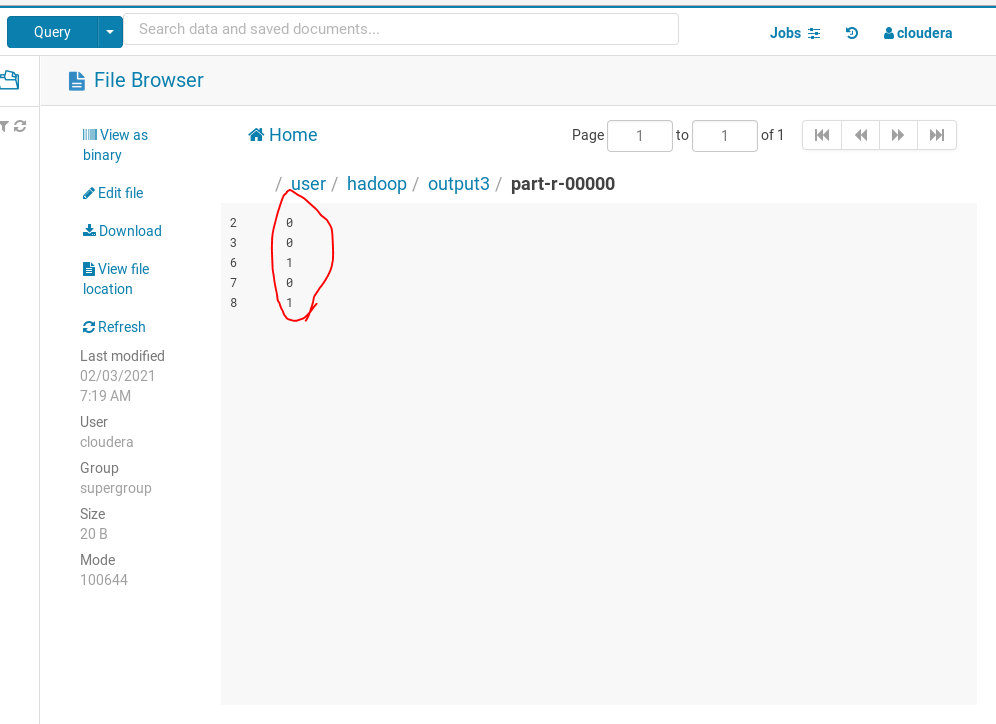 Query
Search data and saved documents...
Jobs
cloudera
File Browser
View as binary
Edit file
Download
View file location
Refresh
Last modified
02/03/2021
7:19 AM
User
cloudera
Group
supergroup
Size
20 B
Mode
100644
Home
Page 1 to 1 of 1
/ user / hadoop / output3 / part-r-00000
2 0
3 0
6 1
7 0
8 1